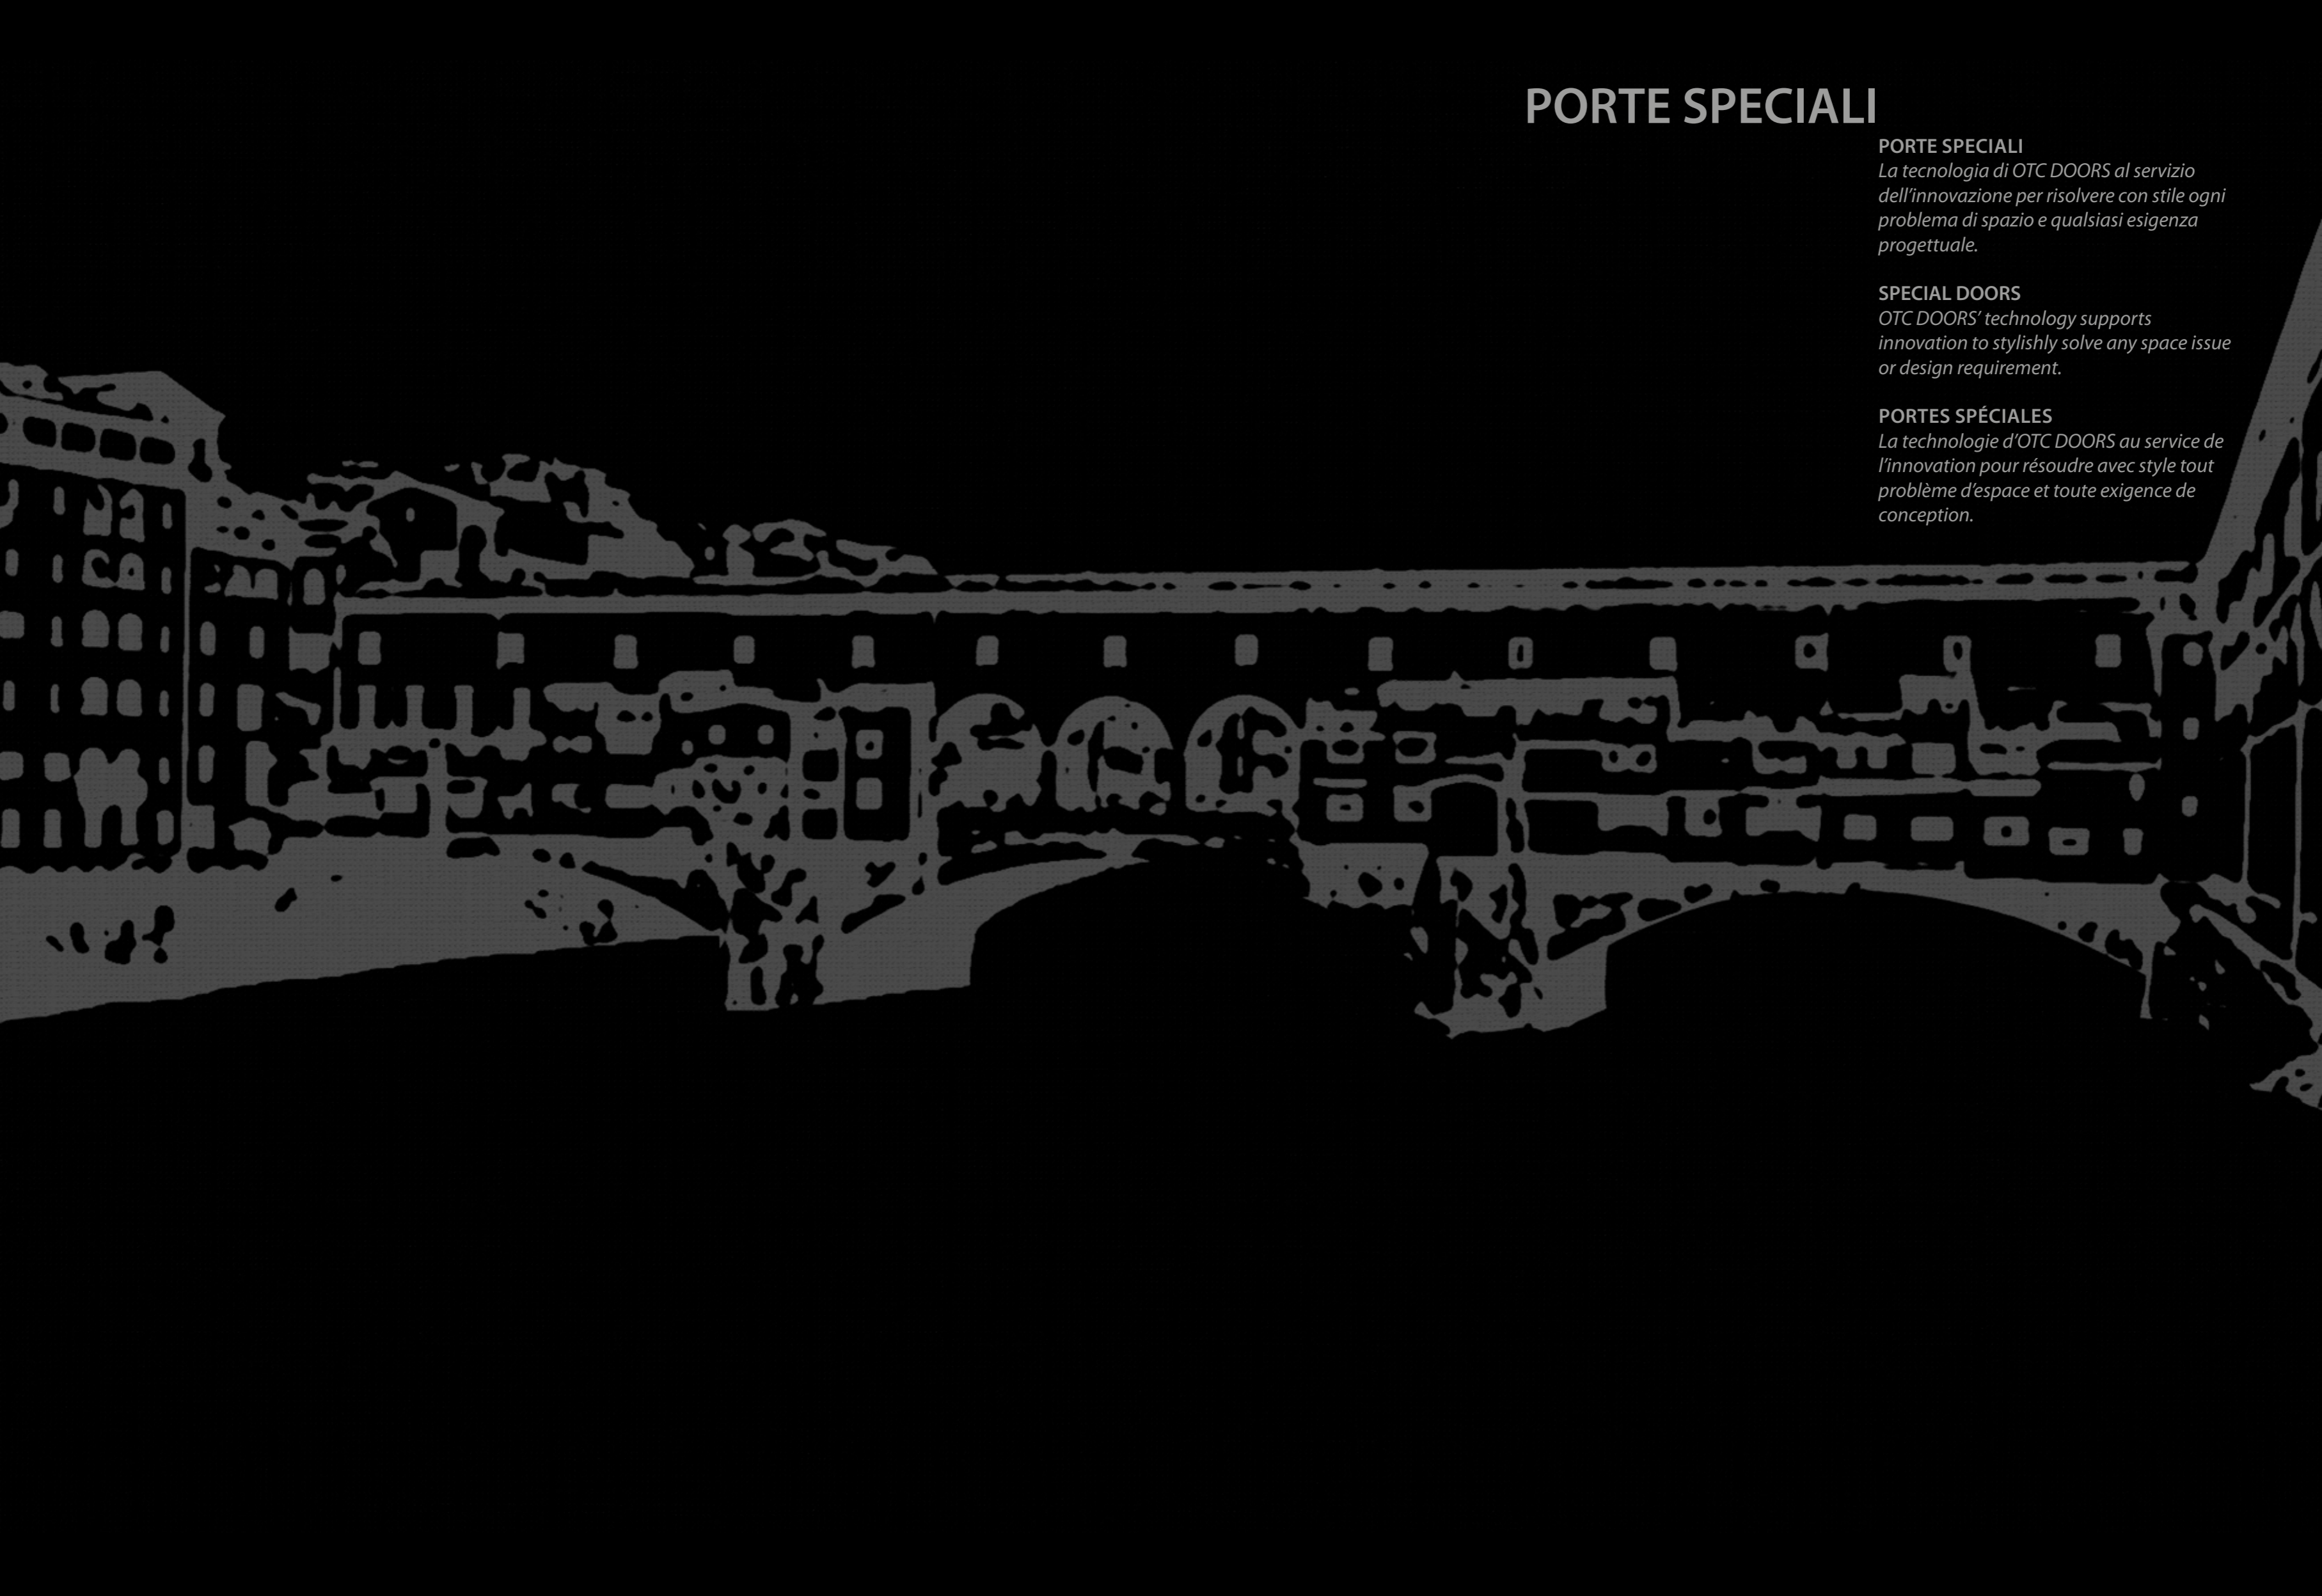 PORTE SPECIALI
PORTE SPECIALI
La tecnologia di OTC DOORS al servizio
dell’innovazione per risolvere con stile ogni
problema di spazio e qualsiasi esigenza
progettuale.
SPECIAL DOORS
OTC DOORS’ technology supports
innovation to stylishly solve any space issue
or design requirement.
PORTES SPÉCIALES
La technologie d’OTC DOORS au service de
l’innovation pour résoudre avec style tout
problème d’espace et toute exigence de
conception.